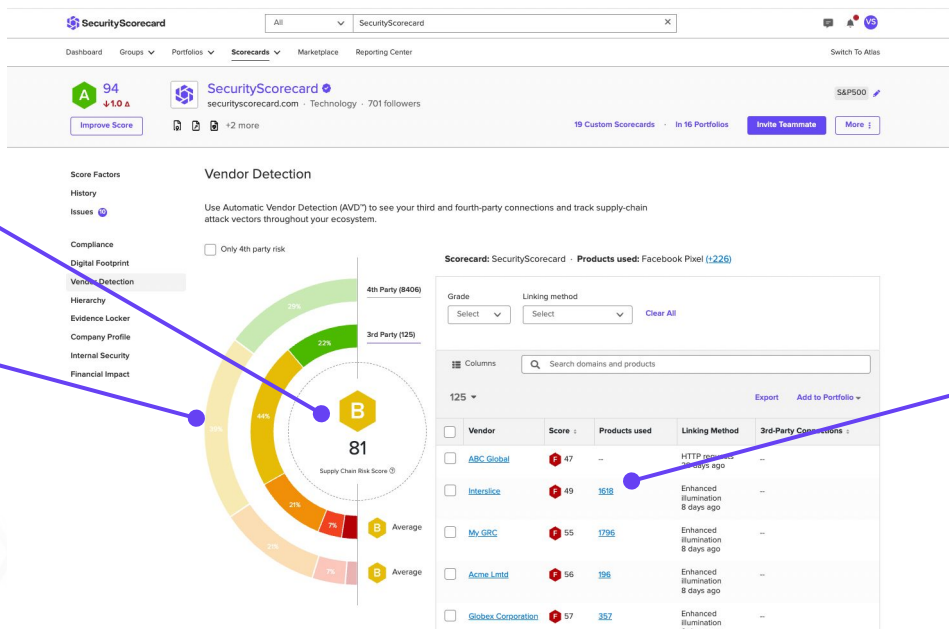 SecurityScorecard
All
SecurityScorecard
×
VS
Dashboard Groups Portfolios Scorecards Marketplace Reporting Center Switch To Atlas
A 94
↓1.0
SecurityScorecard
securityscorecard.com · Technology · 701 followers
S&P500
Improve Score
+2 more
19 Custom Scorecards · In 16 Portfolios
Invite Teammate
More
Score Factors
History
Issues 10
Compliance
Digital Footprint
Vendor Detection
Hierarchy
Evidence Locker
Company Profile
Internal Security
Financial Impact
Vendor Detection
Use Automatic Vendor Detection (AVD™) to see your third and fourth-party connections and track supply-chain
attack vectors throughout your ecosystem.
Only 4th party risk
4th Party (8406)
3rd Party (125)
22%
44%
21%
7%
21%
7%
B
81
Supply Chain Risk Score
B Average
B Average
Scorecard: SecurityScorecard · Products used: Facebook Pixel (+226)
Grade
Select
Linking method
Select
Clear All
Columns
Search domains and products
125
Export Add to Portfolio
Vendor Score Products used Linking Method 3rd-Party Connections
ABC Global F 47 -- HTTP requests --
days ago
Interslice F 49 1618 Enhanced --
illumination
8 days ago
My GRC F 55 1796 Enhanced --
illumination
8 days ago
Acme Lmtd F 56 196 Enhanced --
illumination
8 days ago
Globex Corporation F 57 357 Enhanced --
illumination